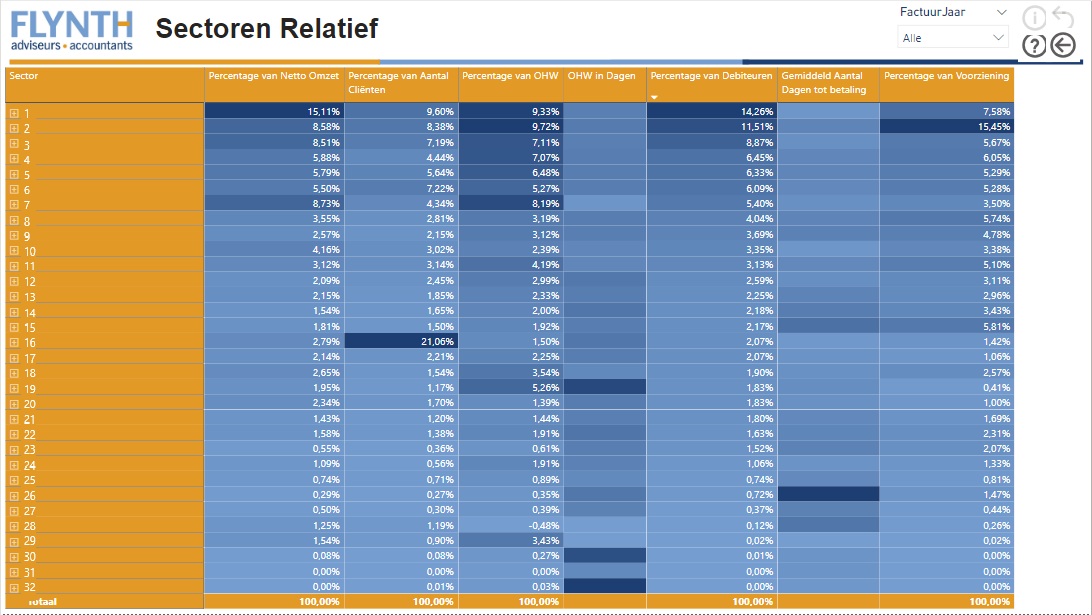 FLYNTH
adviseurs • accountants
Sectoren Relatief
FactuurJaar
Alle
Sector Percentage van Netto Omzet Percentage van Aantal Cliënten Percentage van OHW OHW in Dagen Percentage van Debiteuren Gemiddeld Aantal Dagen tot betaling Percentage van Voorziening
1 15,11% 9,60% 9,33% 14,26% 7,58%
2 8,58% 8,38% 9,72% 11,51% 15,45%
3 8,51% 7,19% 7,11% 8,87% 5,67%
4 5,88% 4,44% 7,07% 6,45% 6,05%
5 5,79% 5,64% 6,48% 6,33% 5,29%
6 5,50% 7,22% 5,27% 6,09% 5,28%
7 8,73% 4,34% 8,19% 5,40% 3,50%
8 3,55% 2,81% 3,19% 4,04% 5,74%
9 2,57% 2,15% 3,12% 3,69% 4,78%
10 4,16% 3,02% 2,39% 3,35% 3,38%
11 3,12% 3,14% 4,19% 3,13% 5,10%
12 2,09% 2,45% 2,99% 2,59% 3,11%
13 2,15% 1,85% 2,33% 2,25% 2,96%
14 1,54% 1,65% 2,00% 2,18% 3,43%
15 1,81% 1,50% 1,92% 2,17% 5,81%
16 2,79% 21,06% 1,50% 2,07% 1,42%
17 2,14% 2,21% 2,25% 2,07% 1,06%
18 2,65% 1,54% 3,54% 1,90% 2,57%
19 1,95% 1,17% 5,26% 1,83% 0,41%
20 2,34% 1,70% 1,39% 1,83% 1,00%
21 1,43% 1,20% 1,44% 1,80% 1,69%
22 1,58% 1,38% 1,91% 1,63% 2,31%
23 0,55% 0,36% 0,61% 1,52% 2,07%
24 1,09% 0,56% 1,91% 1,06% 1,33%
25 0,74% 0,71% 0,89% 0,74% 0,81%
26 0,29% 0,27% 0,35% 0,72% 1,47%
27 0,50% 0,30% 0,39% 0,37% 0,44%
28 1,25% 1,19% -0,48% 0,12% 0,26%
29 1,54% 0,90% 3,43% 0,02% 0,02%
30 0,08% 0,08% 0,27% 0,01% 0,00%
31 0,00% 0,00% 0,00% 0,00% 0,00%
32 0,00% 0,01% 0,03% 0,00% 0,00%
Totaal 100,00% 100,00% 100,00% 100,00% 100,00%